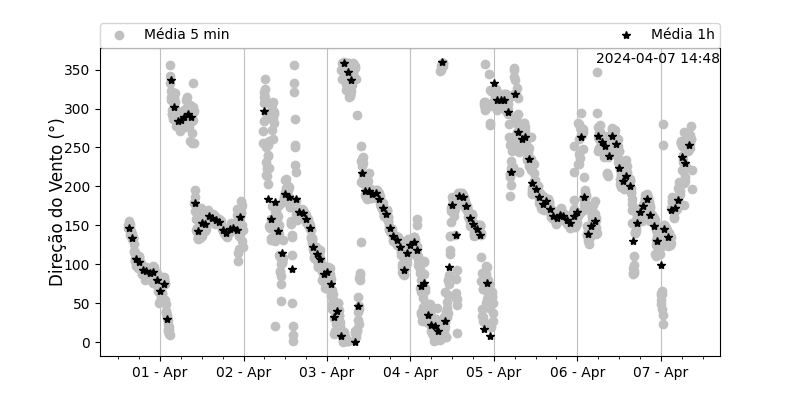 Média 5 min
Média 1h
2024-04-07 14:48
Direção do Vento (°)
350
300
250
200
150
100
50
0
01 - Apr
02 - Apr
03 - Apr
04 - Apr
05 - Apr
06 - Apr
07 - Apr